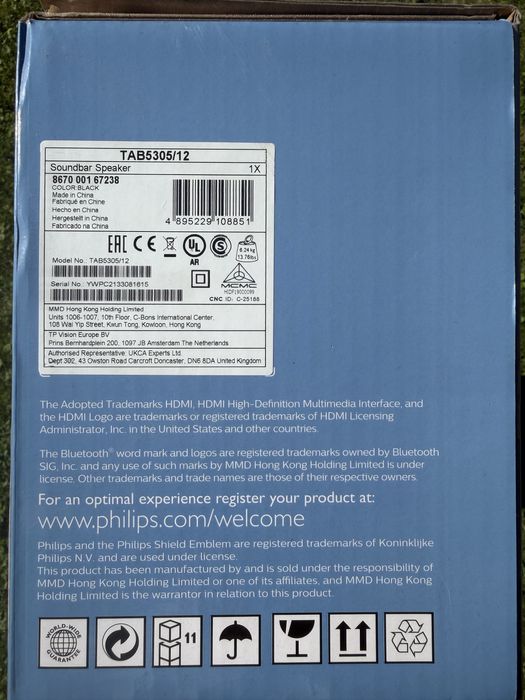 TAB5305/12
Soundbar Speaker 1X
8670 001 67238
COLOR:BLACK
Made in China
Fabriqué en Chine
Hecho en China
Hergestellt in China
Fabricado na China
4 895229 108851
EAC CE UL S
AR
6.24 kg
13.76lbs
Model No.: TAB5305/12
Serial No.: YWPC2133081615
MCMC
HIDF15000099
CNC ID: C-25188
MMD Hong Kong Holding Limited
Units 1006-1007, 10th Floor, C-Bons International Center,
108 Wai Yip Street, Kwun Tong, Kowloon, Hong Kong
TP Vision Europe BV
Prins Bernhardplein 200, 1097 JB Amsterdam The Netherlands
Authorised Representative: UKCA Experts Ltd.
Dept 302, 43 Owston Road Carcroft Doncaster, DN6 8DA United Kingdom
The Adopted Trademarks HDMI, HDMI High-Definition Multimedia Interface, and
the HDMI Logo are trademarks or registered trademarks of HDMI Licensing
Administrator, Inc. in the United States and other countries.
The Bluetooth® word mark and logos are registered trademarks owned by Bluetooth
SIG, Inc. and any use of such marks by MMD Hong Kong Holding Limited is under
license. Other trademarks and trade names are those of their respective owners.
For an optimal experience register your product at:
www.philips.com/welcome
Philips and the Philips Shield Emblem are registered trademarks of Koninklijke
Philips N.V. and are used under license.
This product has been manufactured by and is sold under the responsibility of
MMD Hong Kong Holding Limited or one of its affiliates, and MMD Hong Kong
Holding Limited is the warrantor in relation to this product.
WORLD-WIDE
GUARANTEE
11